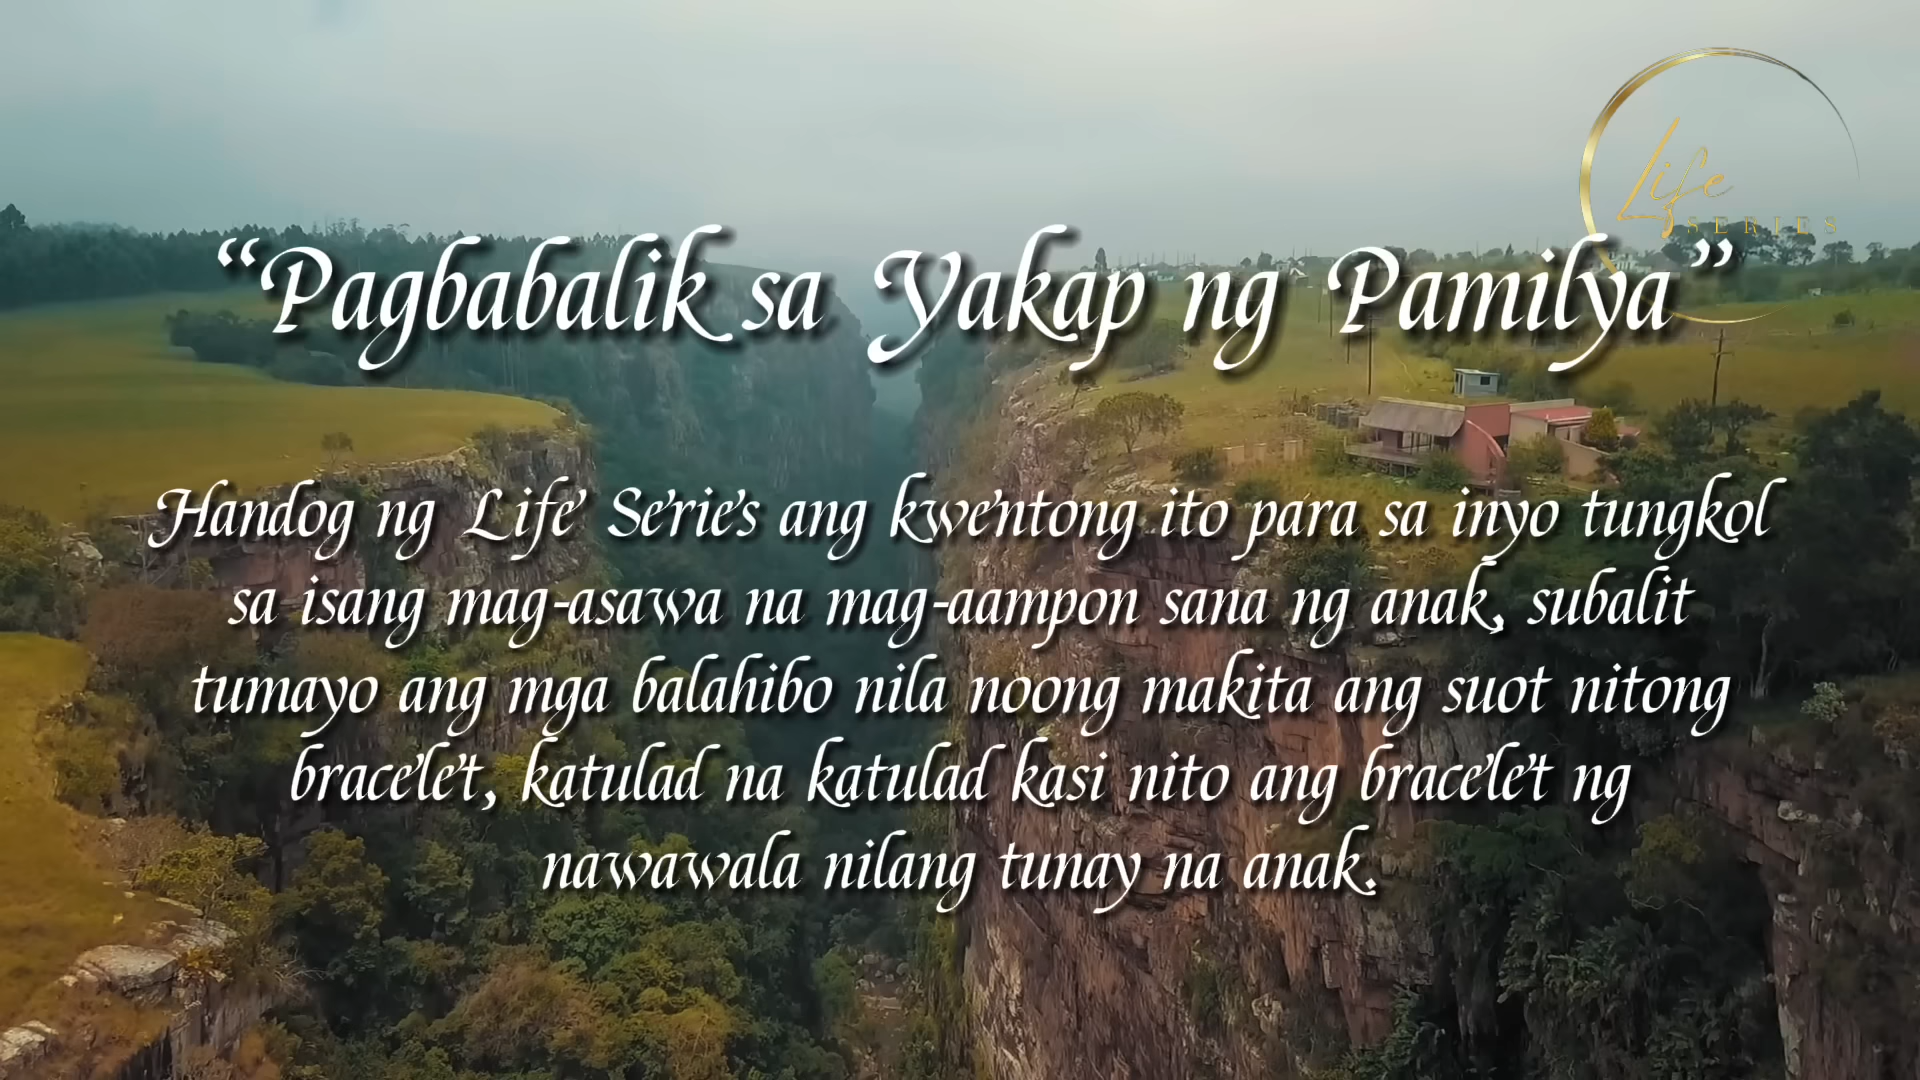 Life
SERIES
“Pagbabalik sa Yakap ng Pamilya”
Handog ng Life Series ang kwentong ito para sa inyo tungkol
sa isang mag-asawa na mag-aampon sana ng anak, subalit
tumayo ang mga balahibo nila noong makita ang suot nitong
bracelet, katulad na katulad kasi nito ang bracelet ng
nawawala nilang tunay na anak.